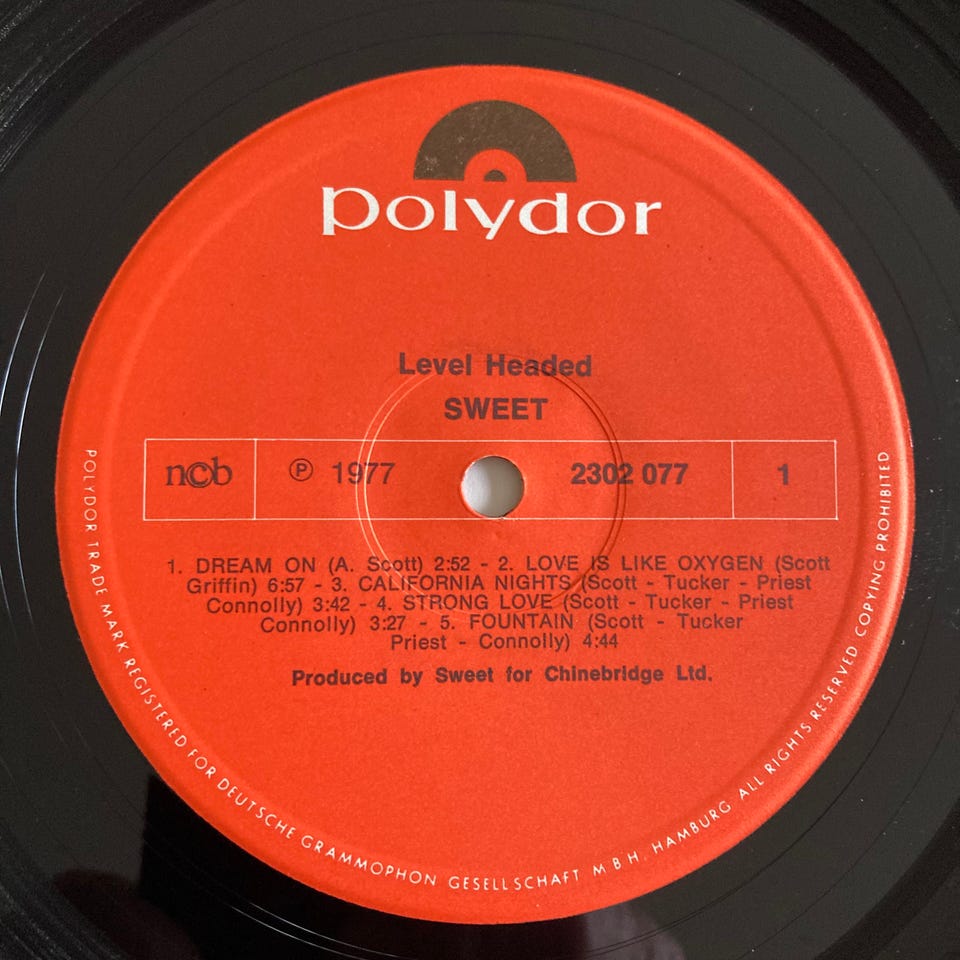 polydor
Level Headed
SWEET
ncb ℗ 1977 2302 077 1
1. DREAM ON (A. Scott) 2:52 - 2. LOVE IS LIKE OXYGEN (Scott
Griffin) 6:57 - 3. CALIFORNIA NIGHTS (Scott - Tucker - Priest
Connolly) 3:42 - 4. STRONG LOVE (Scott - Tucker - Priest
Connolly) 3:27 - 5. FOUNTAIN (Scott - Tucker
Priest - Connolly) 4:44
Produced by Sweet for Chinebridge Ltd.
POLYDOR TRADE MARK REGISTERED FOR DEUTSCHE GRAMMOPHON GESELLSCHAFT M B H, HAMBURG ALL RIGHTS RESERVED COPYING PROHIBITED